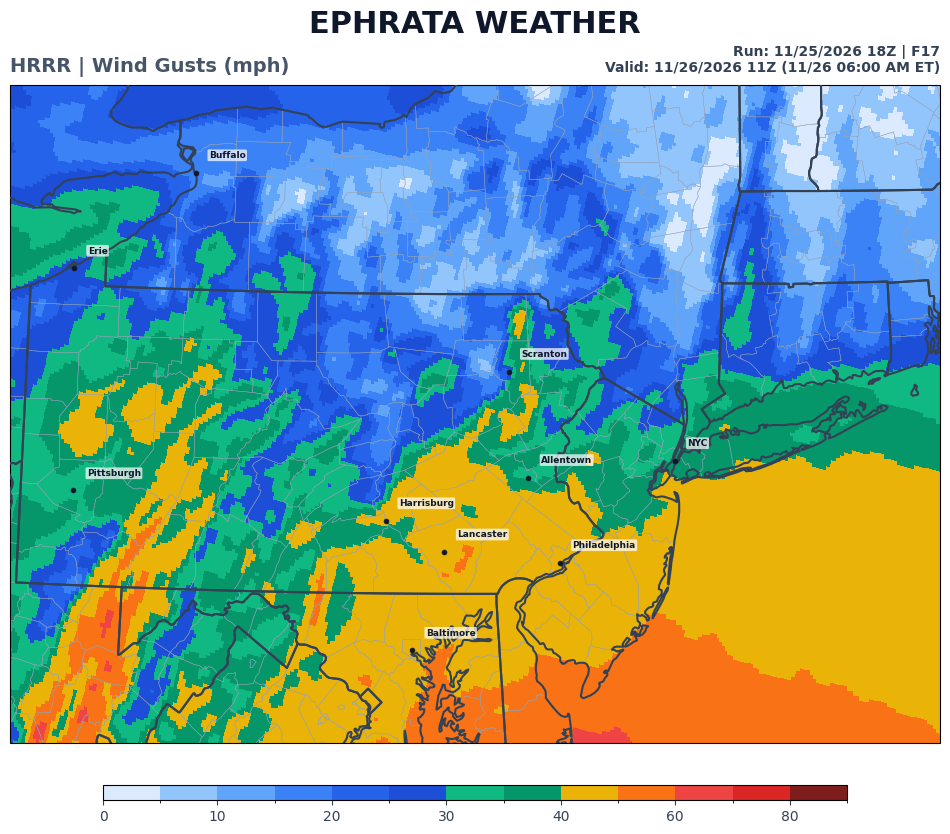 EPHRATA WEATHER
HRRR | Wind Gusts (mph)
Run: 11/25/2026 18Z | F17
Valid: 11/26/2026 11Z (11/26 06:00 AM ET)
Buffalo
Erie
Scranton
NYC
Allentown
Pittsburgh
Harrisburg
Lancaster
Philadelphia
Baltimore
0 10 20 30 40 50 60 70 80